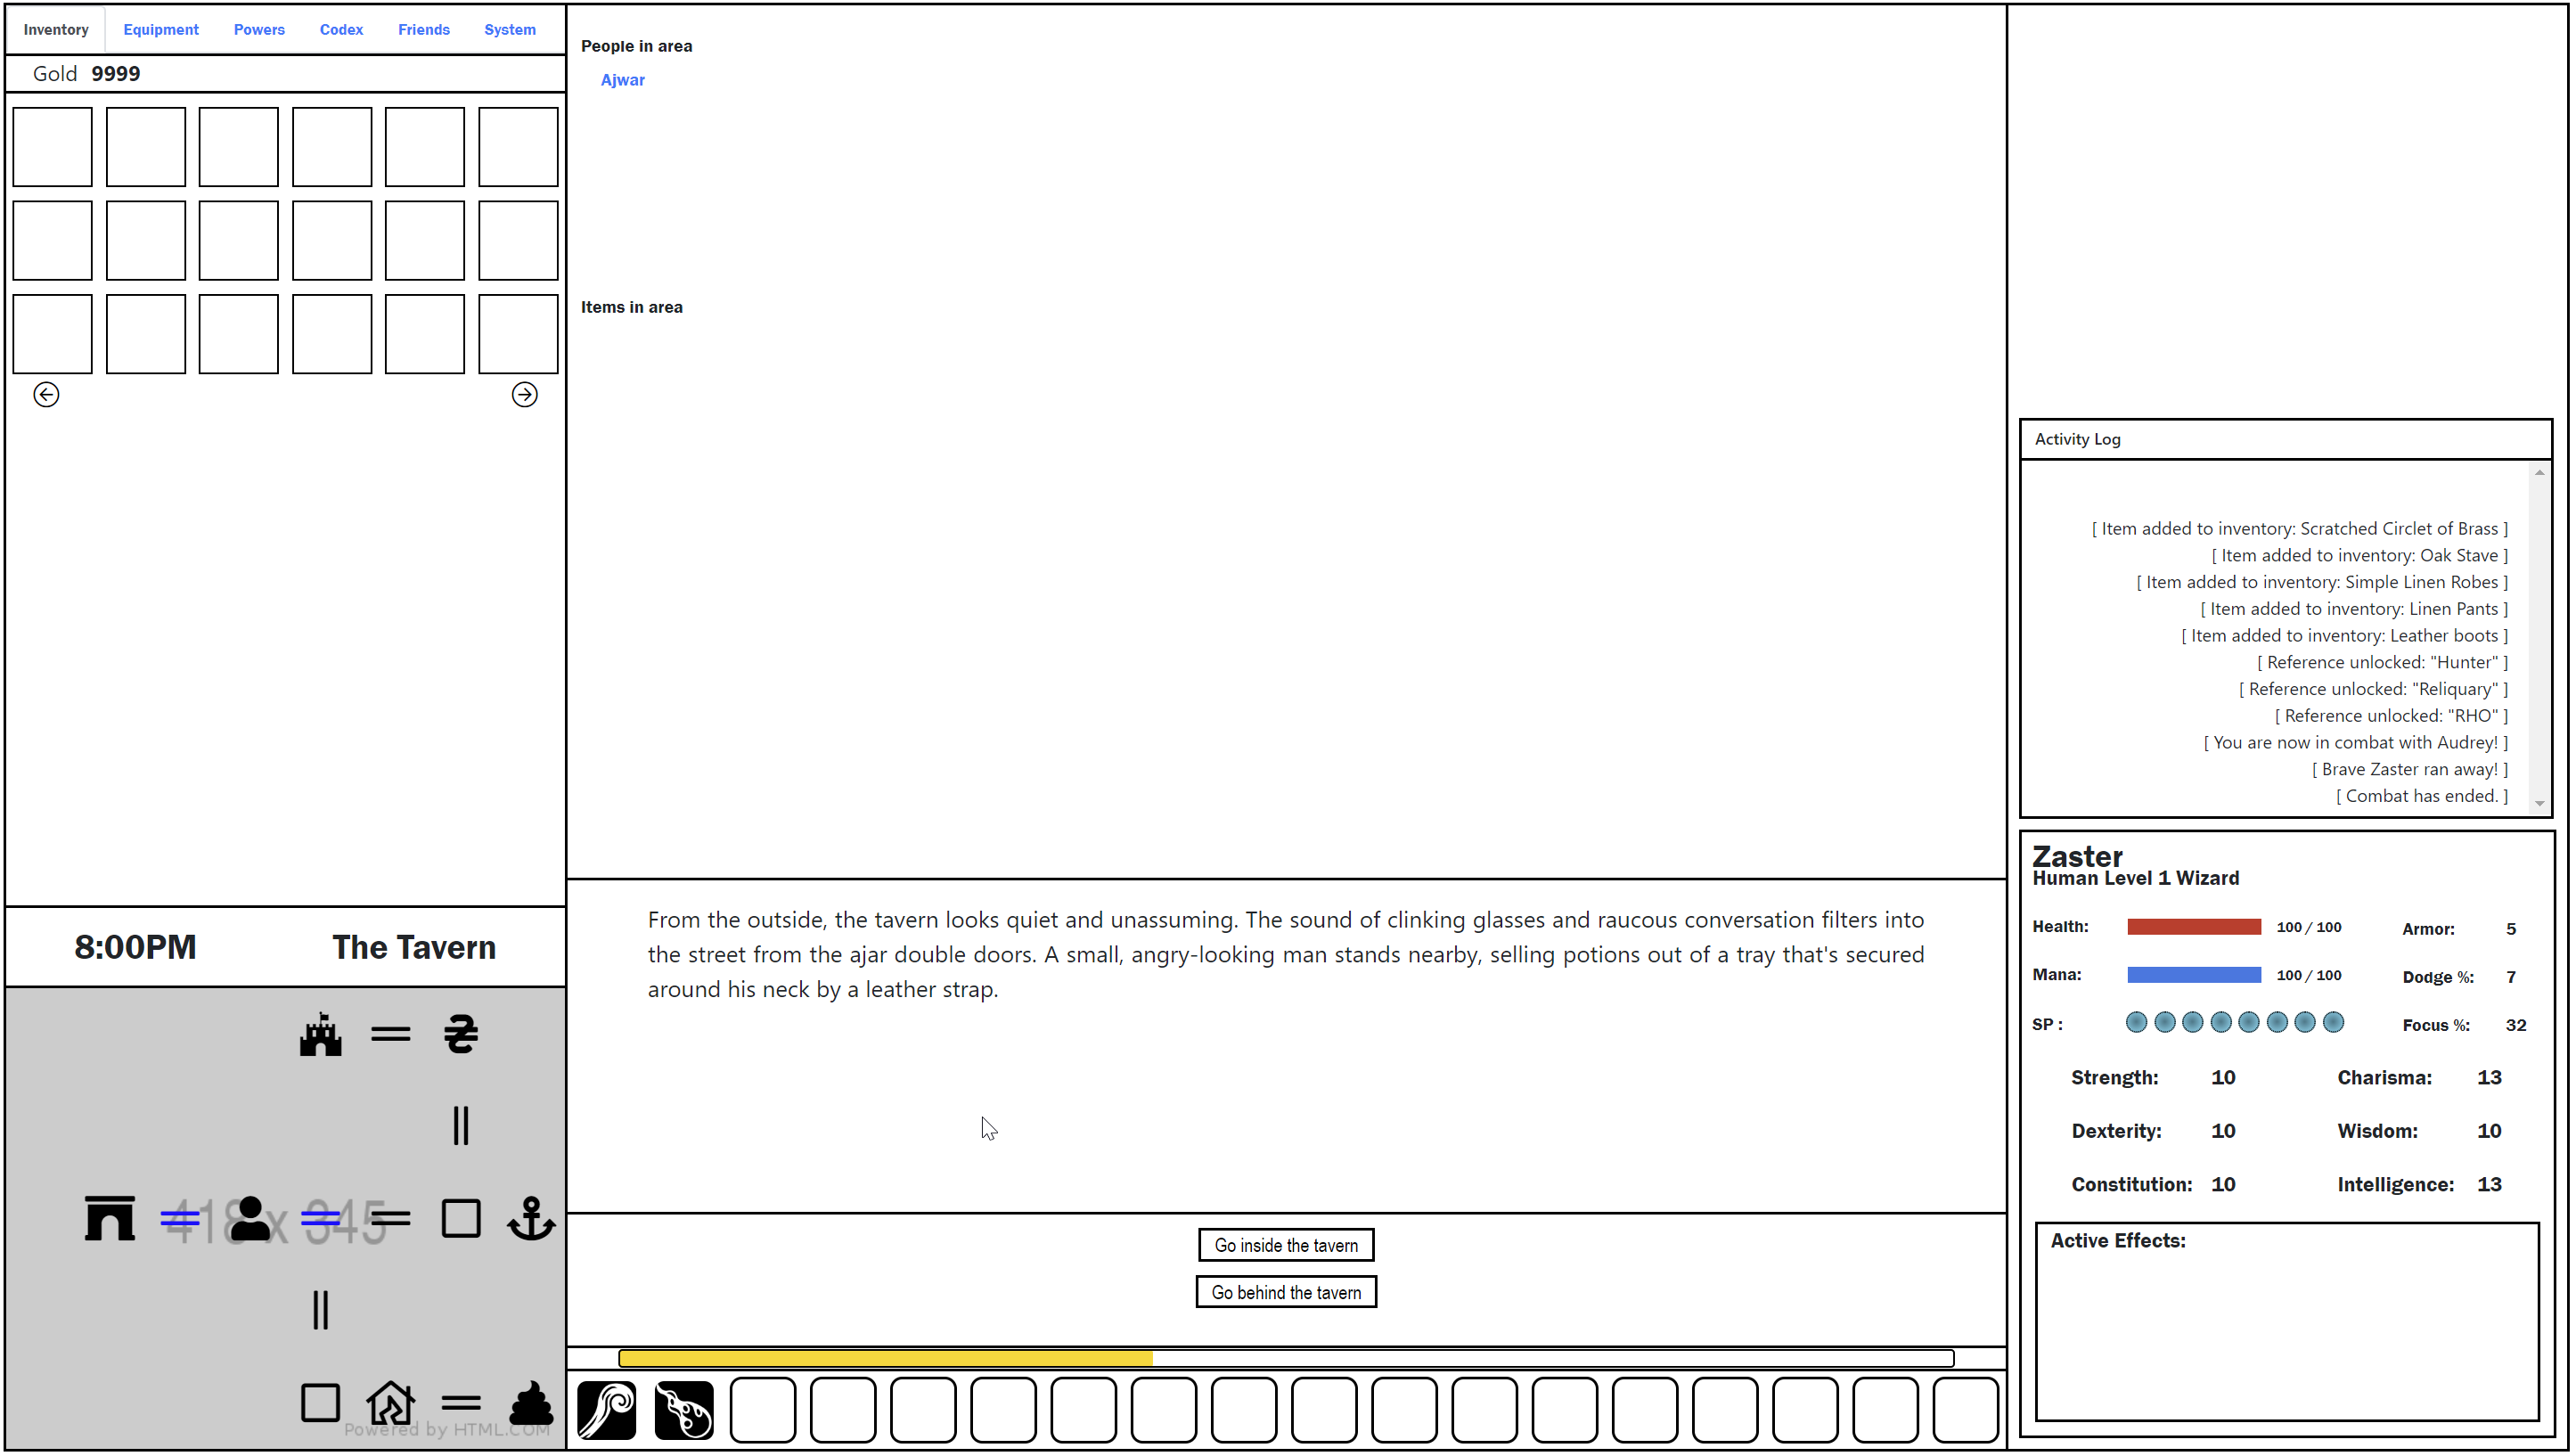 Inventory Equipment Powers Codex Friends System
Gold 9999
8:00PM The Tavern
418 x 345
Powered by HTML.COM
People in area
Ajwar
Items in area
From the outside, the tavern looks quiet and unassuming. The sound of clinking glasses and raucous conversation filters into
the street from the ajar double doors. A small, angry-looking man stands nearby, selling potions out of a tray that's secured
around his neck by a leather strap.
Go inside the tavern
Go behind the tavern
Activity Log
[ Item added to inventory: Scratched Circlet of Brass ]
[ Item added to inventory: Oak Stave ]
[ Item added to inventory: Simple Linen Robes ]
[ Item added to inventory: Linen Pants ]
[ Item added to inventory: Leather boots ]
[ Reference unlocked: "Hunter" ]
[ Reference unlocked: "Reliquary" ]
[ Reference unlocked: "RHO" ]
[ You are now in combat with Audrey! ]
[ Brave Zaster ran away! ]
[ Combat has ended. ]
Zaster
Human Level 1 Wizard
Health: 100 / 100 Armor: 5
Mana: 100 / 100 Dodge %: 7
SP : Focus %: 32
Strength: 10 Charisma: 13
Dexterity: 10 Wisdom: 10
Constitution: 10 Intelligence: 13
Active Effects: